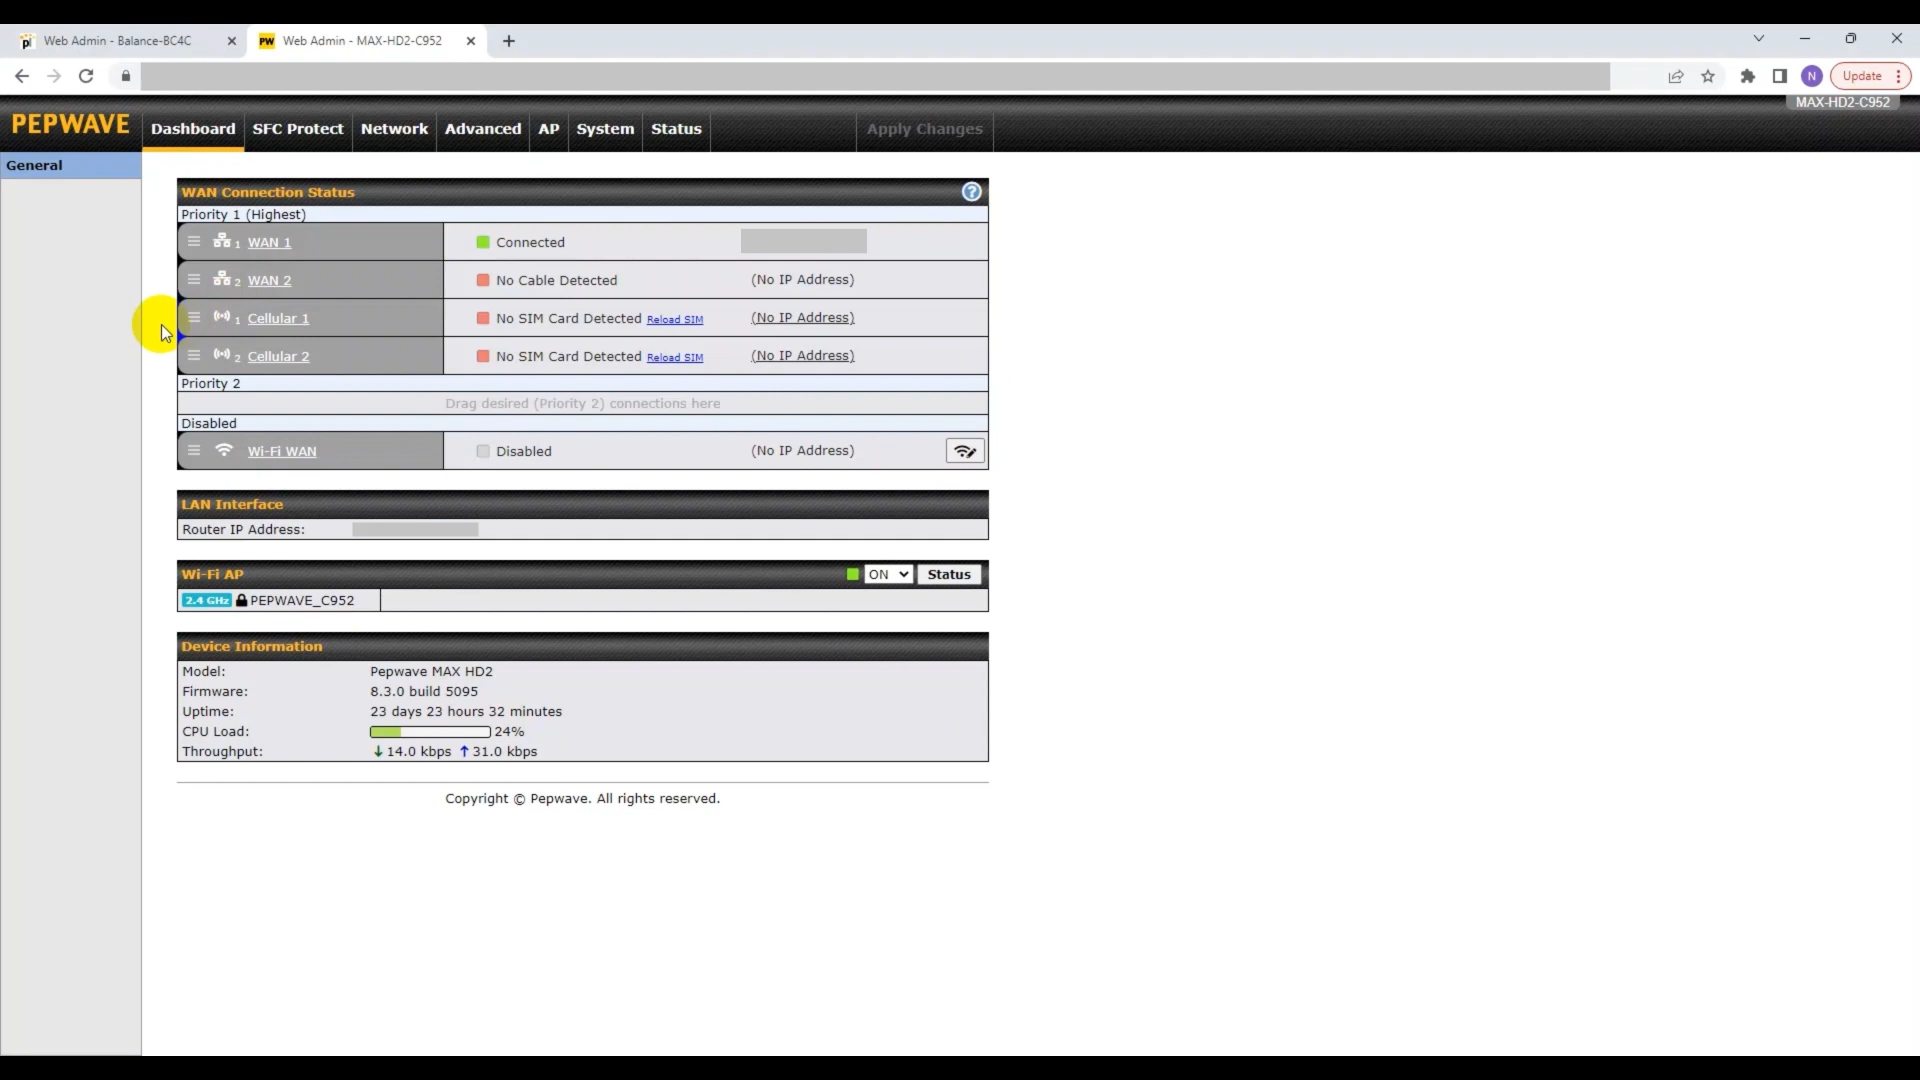 Web Admin - Balance-BC4C
PW Web Admin - MAX-HD2-C952
N Update
MAX-HD2-C952
PEPWAVE Dashboard SFC Protect Network Advanced AP System Status Apply Changes
General
WAN Connection Status ?
Priority 1 (Highest)
1 WAN 1 Connected
2 WAN 2 No Cable Detected (No IP Address)
1 Cellular 1 No SIM Card Detected Reload SIM (No IP Address)
2 Cellular 2 No SIM Card Detected Reload SIM (No IP Address)
Priority 2
Drag desired (Priority 2) connections here
Disabled
Wi-Fi WAN Disabled (No IP Address)
LAN Interface
Router IP Address:
Wi-Fi AP ON Status
2.4 GHz PEPWAVE_C952
Device Information
Model: Pepwave MAX HD2
Firmware: 8.3.0 build 5095
Uptime: 23 days 23 hours 32 minutes
CPU Load: 24%
Throughput: ↓14.0 kbps ↑31.0 kbps
Copyright © Pepwave. All rights reserved.